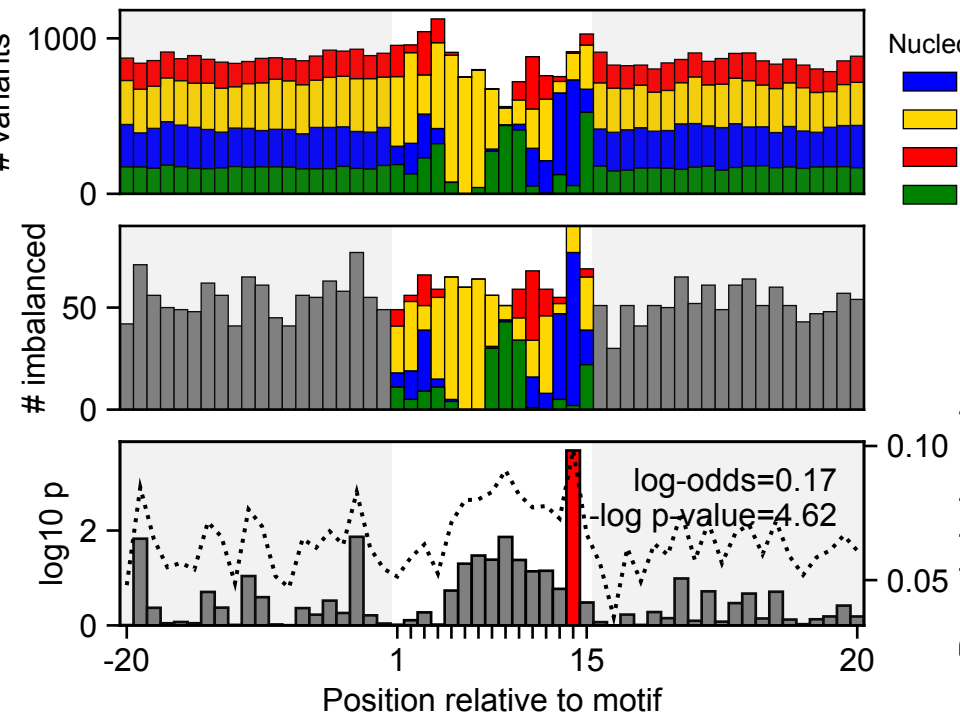 1000
0
# variants
Nucleo
50
0
# imbalanced
2
0
log10 p
log-odds=0.17
-log p-value=4.62
0.10
0.05
-20
1
15
20
Position relative to motif